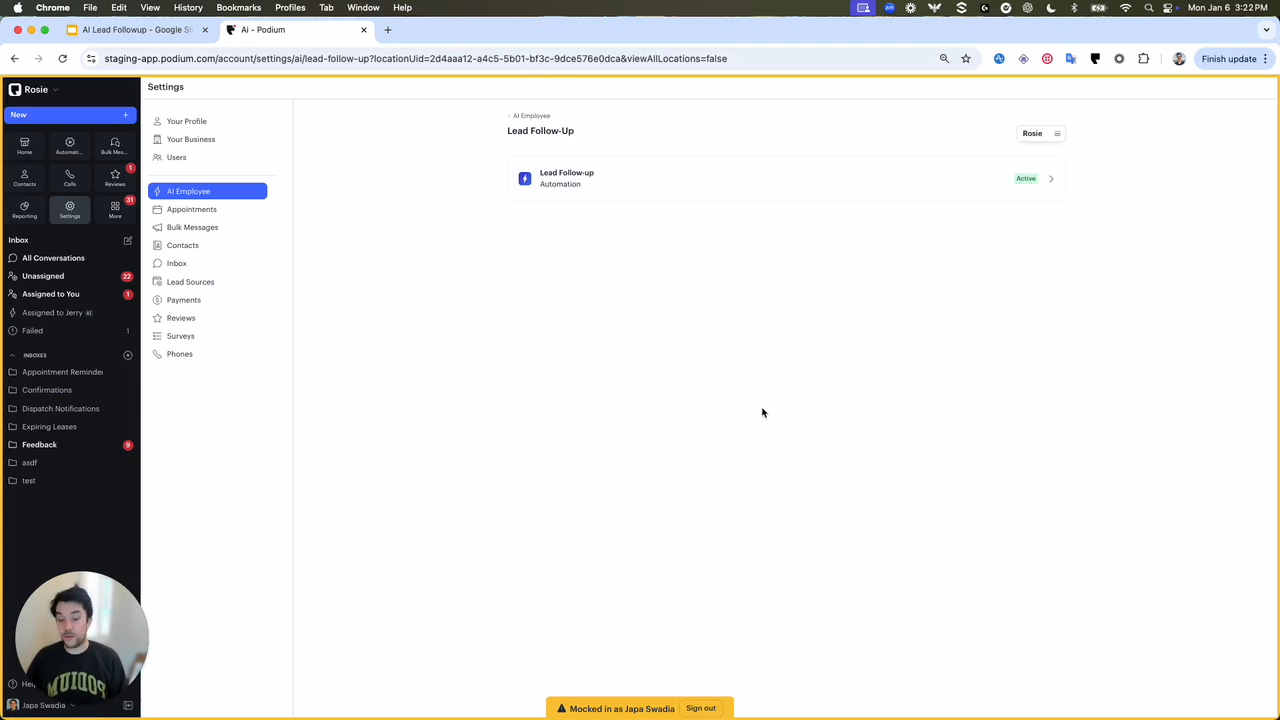 Chrome File Edit View History Bookmarks Profiles Tab Window Help
Mon Jan 6 3:22 PM
AI Lead Followup - Google Sli
Ai - Podium
staging-app.podium.com/account/settings/ai/lead-follow-up?locationUid=2d4aaa12-a4c5-5b01-bf3c-9dce576e0dca&viewAllLocations=false
Finish update
Rosie
Settings
New
Home
Automati...
Bulk Mes...
Contacts
Calls
Reviews
1
Reporting
Settings
More
31
Inbox
All Conversations
Unassigned
22
Assigned to You
1
Assigned to Jerry AI
Failed
1
INBOXES
Appointment Reminder
Confirmations
Dispatch Notifications
Expiring Leases
Feedback
9
asdf
test
Japa Swadia
Your Profile
Your Business
Users
AI Employee
Appointments
Bulk Messages
Contacts
Inbox
Lead Sources
Payments
Reviews
Surveys
Phones
AI Employee
Lead Follow-Up
Rosie
Lead Follow-up
Automation
Active
Mocked in as Japa Swadia
Sign out